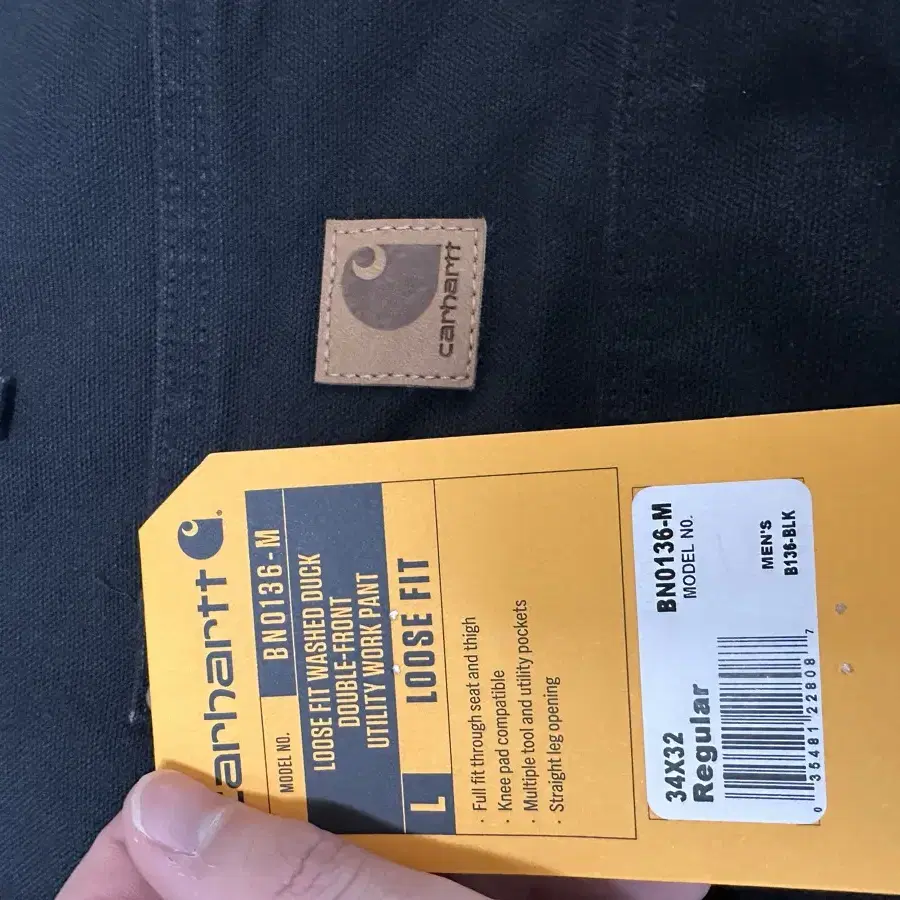 carhartt
carhartt
MODEL NO. BN0136-M
LOOSE FIT WASHED DUCK
DOUBLE-FRONT
UTILITY WORK PANT
L LOOSE FIT
· Full fit through seat and thigh
· Knee pad compatible
· Multiple tool and utility pockets
· Straight leg opening
34X32
Regular
BN0136-M
MODEL NO.
MEN'S
B136-BLK
0 35481 22808 7